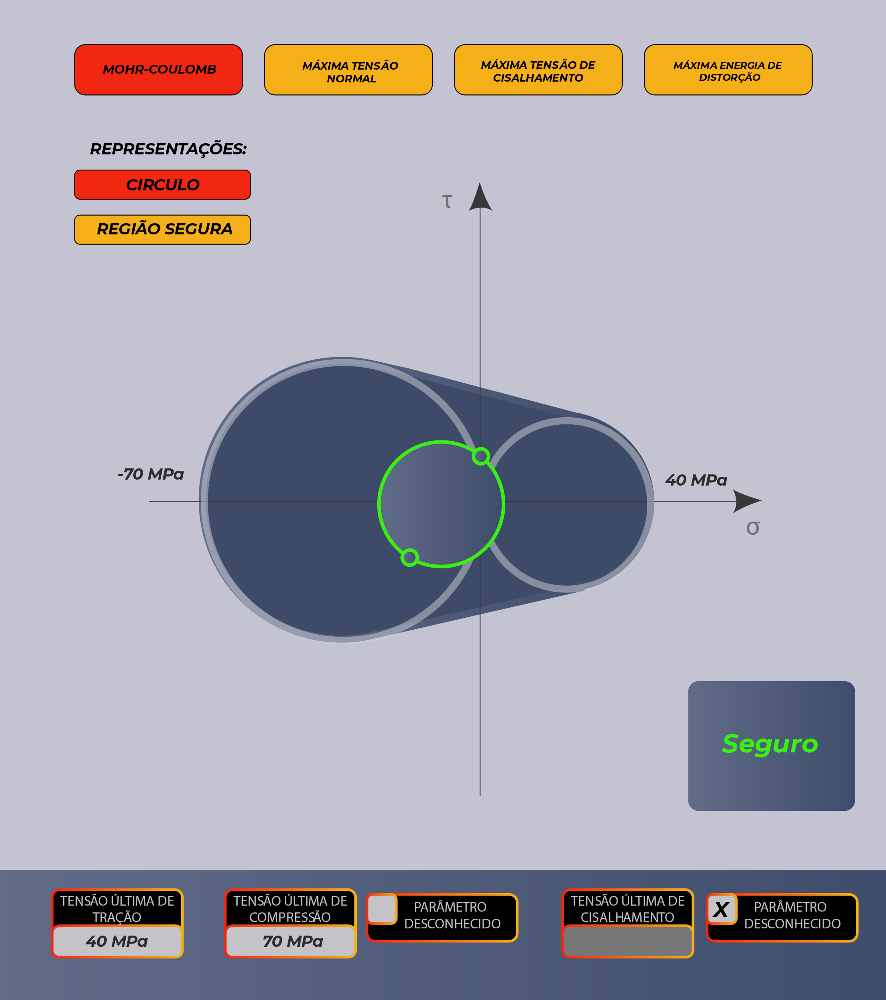 MOHR-COULOMB
MÁXIMA TENSÃO
NORMAL
MÁXIMA TENSÃO DE
CISALHAMENTO
MÁXIMA ENERGIA DE
DISTORÇÃO
REPRESENTAÇÕES:
CIRCULO
REGIÃO SEGURA
τ
-70 MPa
40 MPa
σ
Seguro
TENSÃO ÚLTIMA DE
TRAÇÃO
40 MPa
TENSÃO ÚLTIMA DE
COMPRESSÃO
70 MPa
PARÂMETRO
DESCONHECIDO
TENSÃO ÚLTIMA DE
CISALHAMENTO
X
PARÂMETRO
DESCONHECIDO